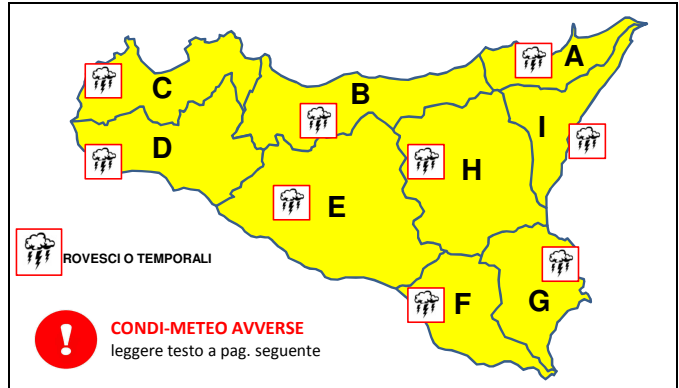 A
C
B
I
D
H
E
ROVESCI O TEMPORALI
F
G
!
CONDI-METEO AVVERSE
leggere testo a pag. seguente